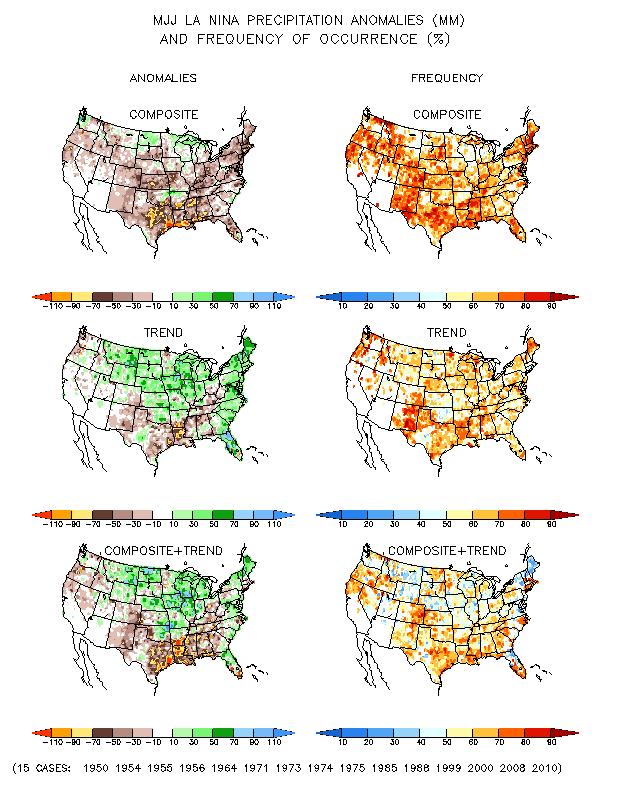 MJJ LA NINA PRECIPITATION ANOMALIES (MM)
AND FREQUENCY OF OCCURRENCE (%)
ANOMALIES
FREQUENCY
COMPOSITE
COMPOSITE
-110 -90 -70 -50 -30 -10 10 30 50 70 90 110
10 20 30 40 50 60 70 80 90
TREND
TREND
-110 -90 -70 -50 -30 -10 10 30 50 70 90 110
10 20 30 40 50 60 70 80 90
COMPOSITE+TREND
COMPOSITE+TREND
-110 -90 -70 -50 -30 -10 10 30 50 70 90 110
10 20 30 40 50 60 70 80 90
(15 CASES: 1950 1954 1955 1956 1964 1971 1973 1974 1975 1985 1988 1999 2000 2008 2010)